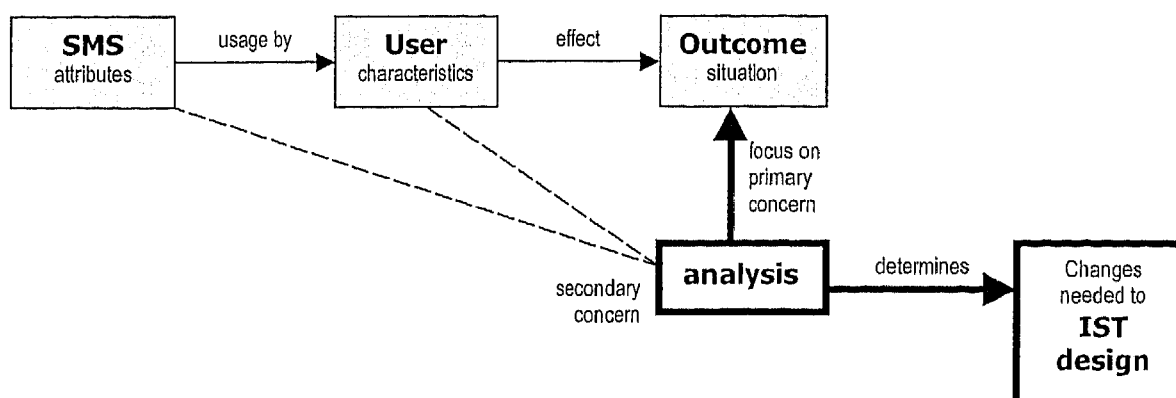 SMS
attributes
usage by
User
characteristics
effect
Outcome
situation
focus on
primary
concern
analysis
secondary
concern
determines
Changes
needed to
IST
design